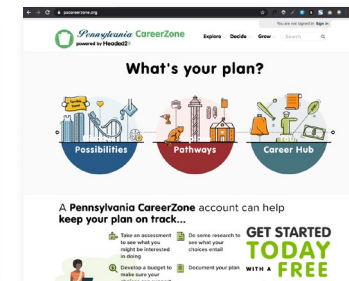 pacareerzone.org
You are not signed in Sign in
Pennsylvania CareerZone
powered by Headed2
Explore Decide Grow Search
What's your plan?
Possibilities Pathways Career Hub
A Pennsylvania CareerZone account can help
keep your plan on track...
Take an assessment
to see what you
might be interested
in doing
Do some research to
see what your
choices entail
Develop a budget to
make sure your
Document your plan
GET STARTED
TODAY
WITH A FREE